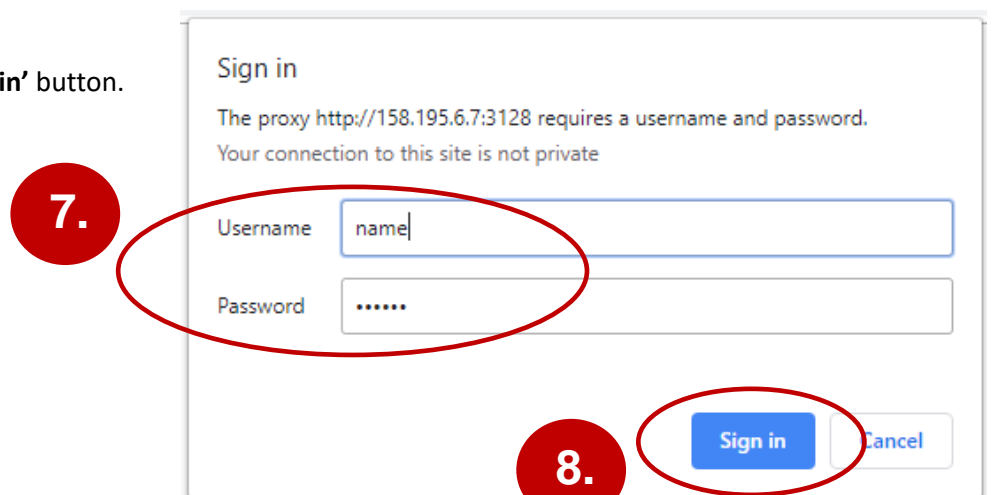 Sign in
in’ button.
The proxy http://158.195.6.7:3128 requires a username and password.
Your connection to this site is not private
7.
Username name
Password ••••••
Sign in Cancel
8.